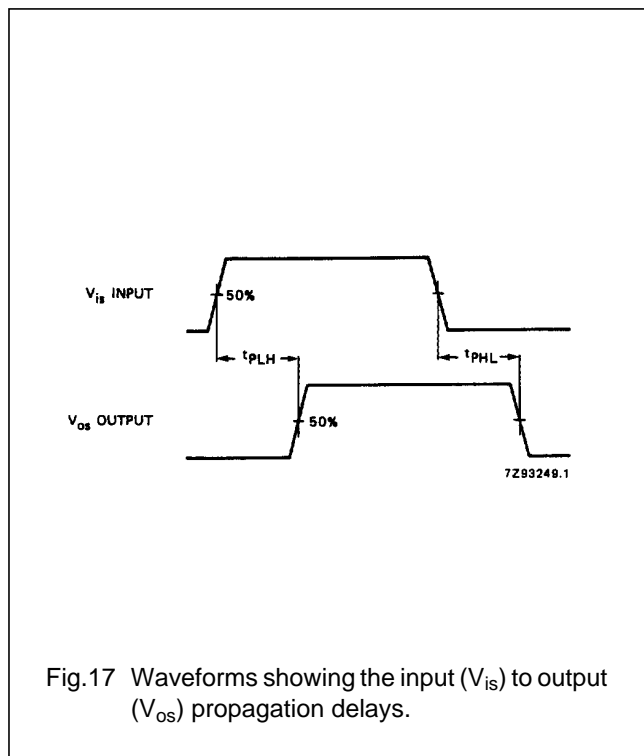 V_is INPUT
50%
t_PLH
t_PHL
V_os OUTPUT
50%
7Z93249.1
Fig.17 Waveforms showing the input (V_is) to output
(V_os) propagation delays.